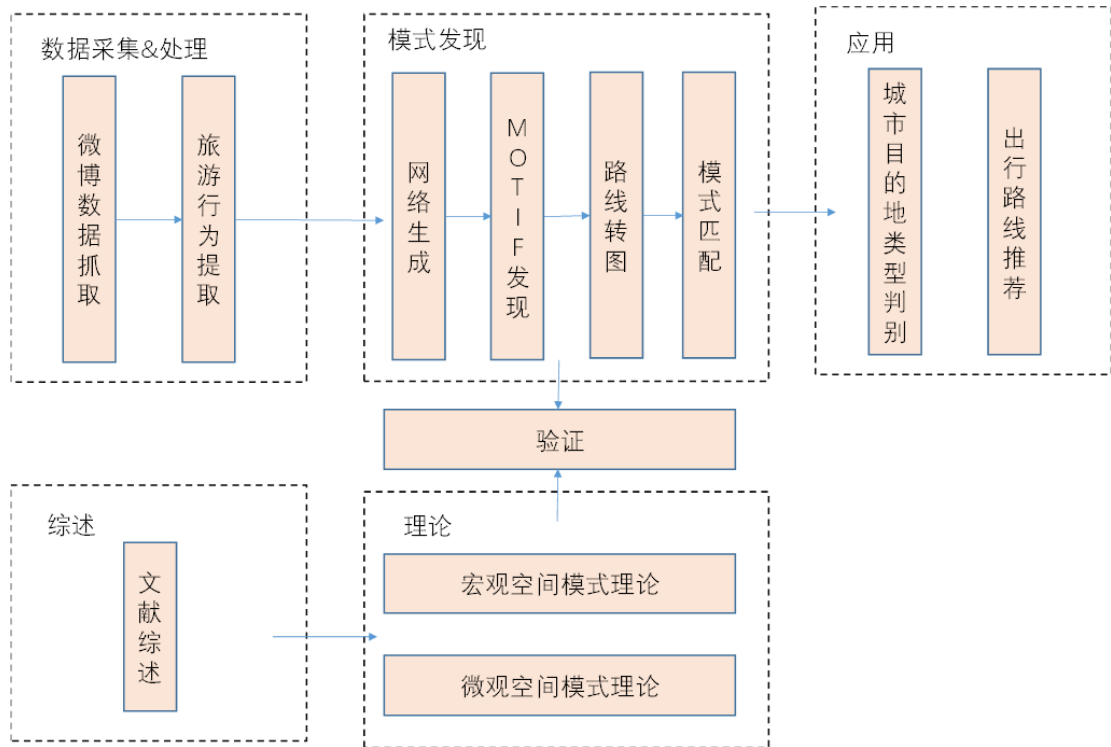 数据采集&处理
微博数据抓取
旅游行为提取
模式发现
网络生成
MOTIF发现
路线转图
模式匹配
应用
城市目的地类型判别
出行路线推荐
验证
综述
文献综述
理论
宏观空间模式理论
微观空间模式理论